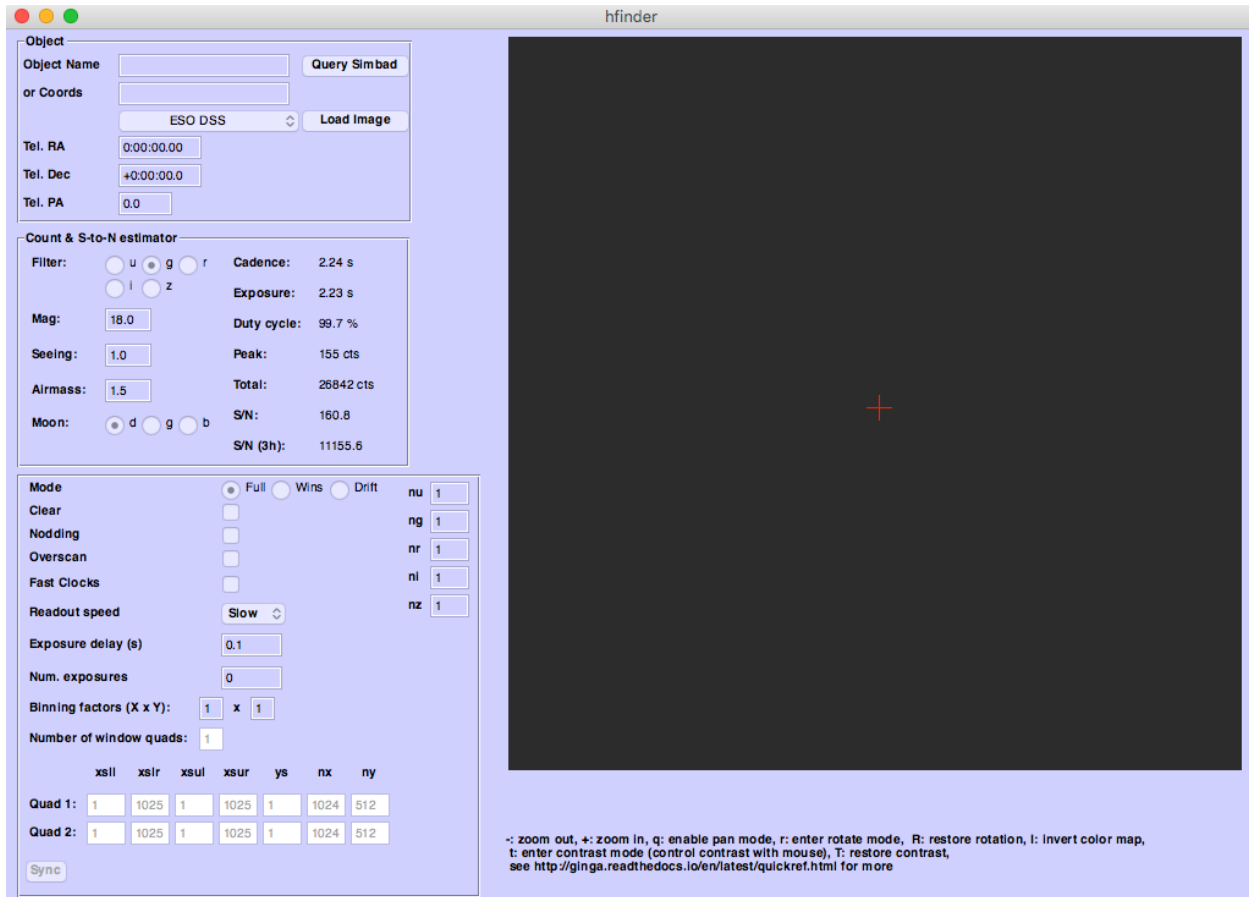 hfinder
Object
Object Name Query Simbad
or Coords
ESO DSS Load Image
Tel. RA 0:00:00.00
Tel. Dec +0:00:00.0
Tel. PA 0.0
Count & S-to-N estimator
Filter: u g r
i z
Mag: 18.0
Seeing: 1.0
Airmass: 1.5
Moon: d g b
Cadence: 2.24 s
Exposure: 2.23 s
Duty cycle: 99.7 %
Peak: 155 cts
Total: 26842 cts
S/N: 160.8
S/N (3h): 11155.6
Mode Full Wins Drift
Clear
Nodding
Overscan
Fast Clocks
Readout speed Slow
Exposure delay (s) 0.1
Num. exposures 0
Binning factors (X x Y): 1 x 1
Number of window quads: 1
nu 1
ng 1
nr 1
ni 1
nz 1
xsll xslr xsul xsur ys nx ny
Quad 1: 1 1025 1 1025 1 1024 512
Quad 2: 1 1025 1 1025 1 1024 512
Sync
-: zoom out, +: zoom in, q: enable pan mode, r: enter rotate mode, R: restore rotation, I: invert color map,
t: enter contrast mode (control contrast with mouse), T: restore contrast,
see http://ginga.readthedocs.io/en/latest/quickref.html for more